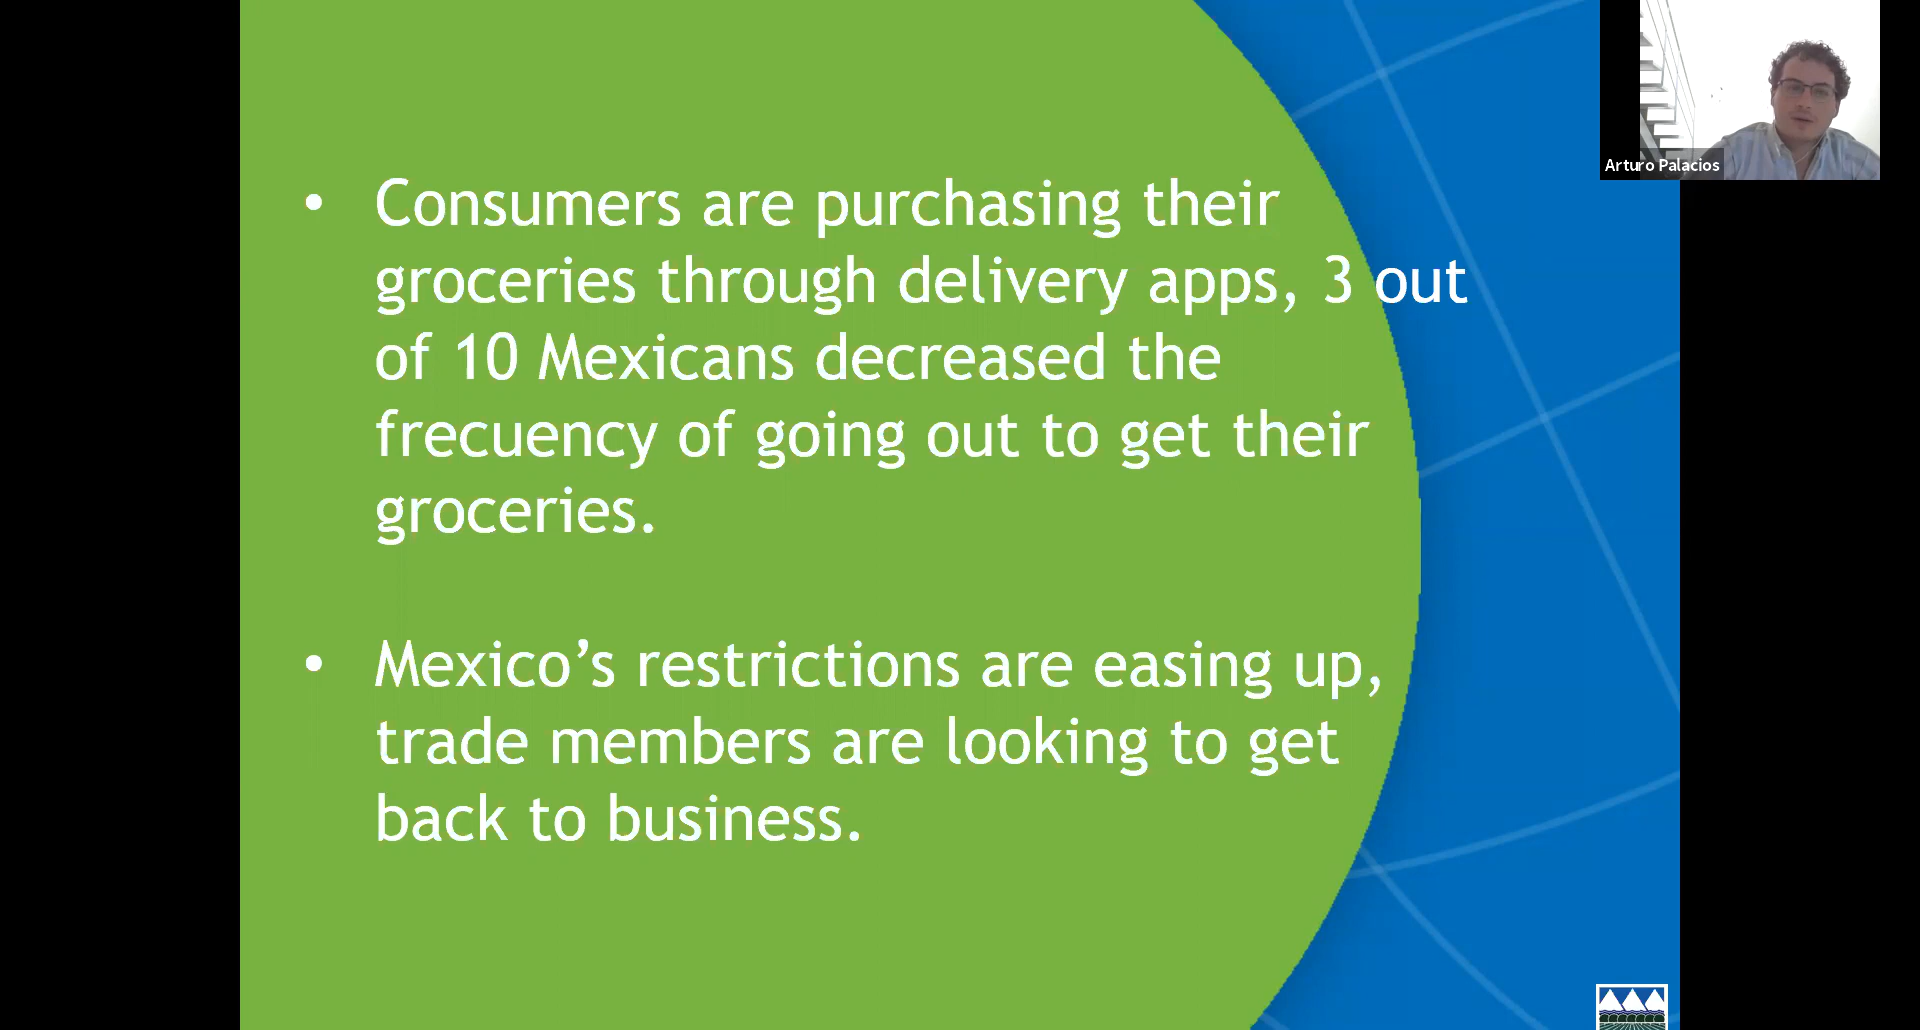 • Consumers are purchasing their
groceries through delivery apps, 3 out
of 10 Mexicans decreased the
frecuency of going out to get their
groceries.
• Mexico’s restrictions are easing up,
trade members are looking to get
back to business.
Arturo Palacios